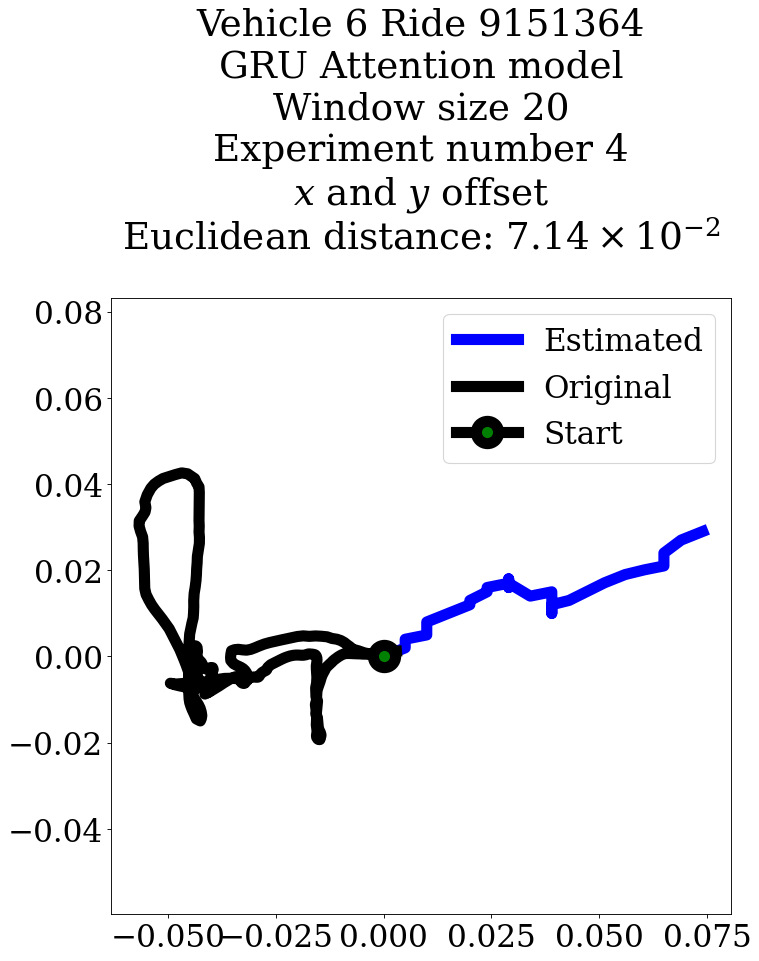 Vehicle 6 Ride 9151364
GRU Attention model
Window size 20
Experiment number 4
x and y offset
Euclidean distance: 7.14 × 10⁻²
0.08
0.06
0.04
0.02
0.00
−0.02
−0.04
Estimated
Original
Start
−0.050 −0.025 0.000 0.025 0.050 0.075